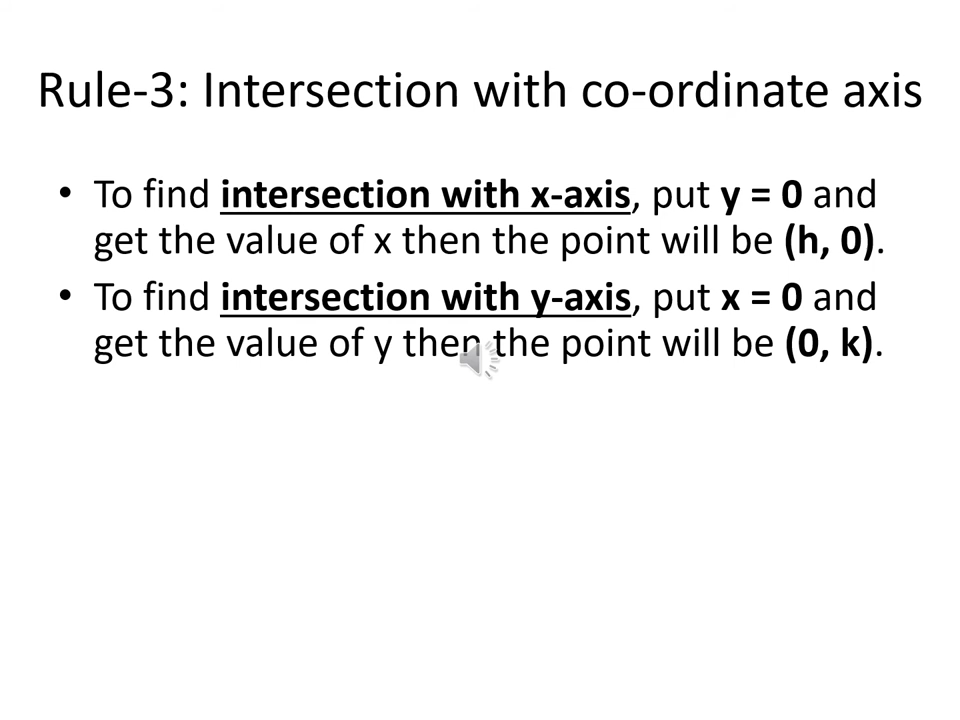 Rule-3: Intersection with co-ordinate axis
• To find intersection with x-axis, put y = 0 and
get the value of x then the point will be (h, 0).
• To find intersection with y-axis, put x = 0 and
get the value of y then the point will be (0, k).